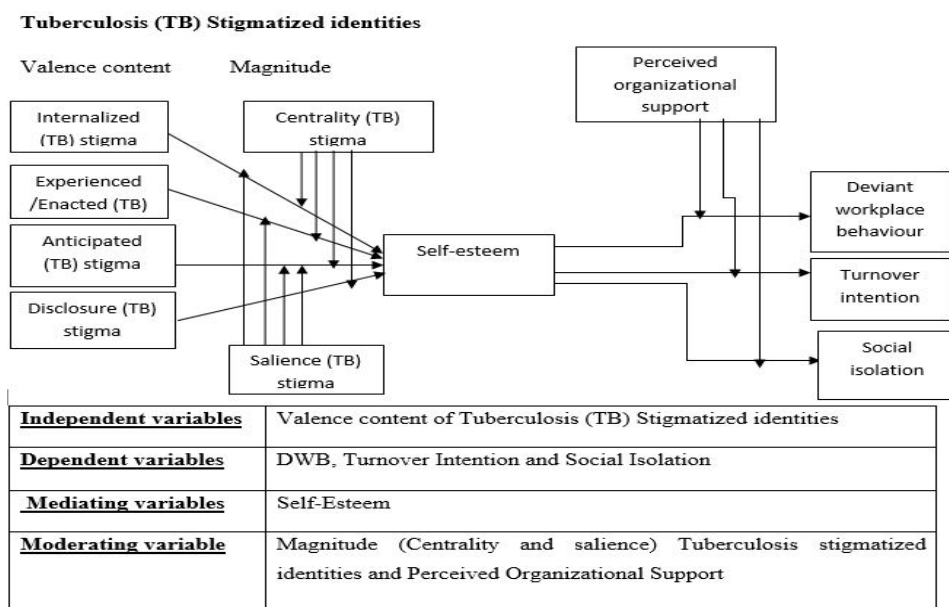 Tuberculosis (TB) Stigmatized identities
Valence content
Magnitude
Internalized
(TB) stigma
Experienced
/Enacted (TB)
Anticipated
(TB) stigma
Disclosure (TB)
stigma
Centrality (TB)
stigma
Salience (TB)
stigma
Self-esteem
Perceived
organizational
support
Deviant
workplace
behaviour
Turnover
intention
Social
isolation
Independent variables
Valence content of Tuberculosis (TB) Stigmatized identities
Dependent variables
DWB, Turnover Intention and Social Isolation
Mediating variables
Self-Esteem
Moderating variable
Magnitude (Centrality and salience) Tuberculosis stigmatized
identities and Perceived Organizational Support